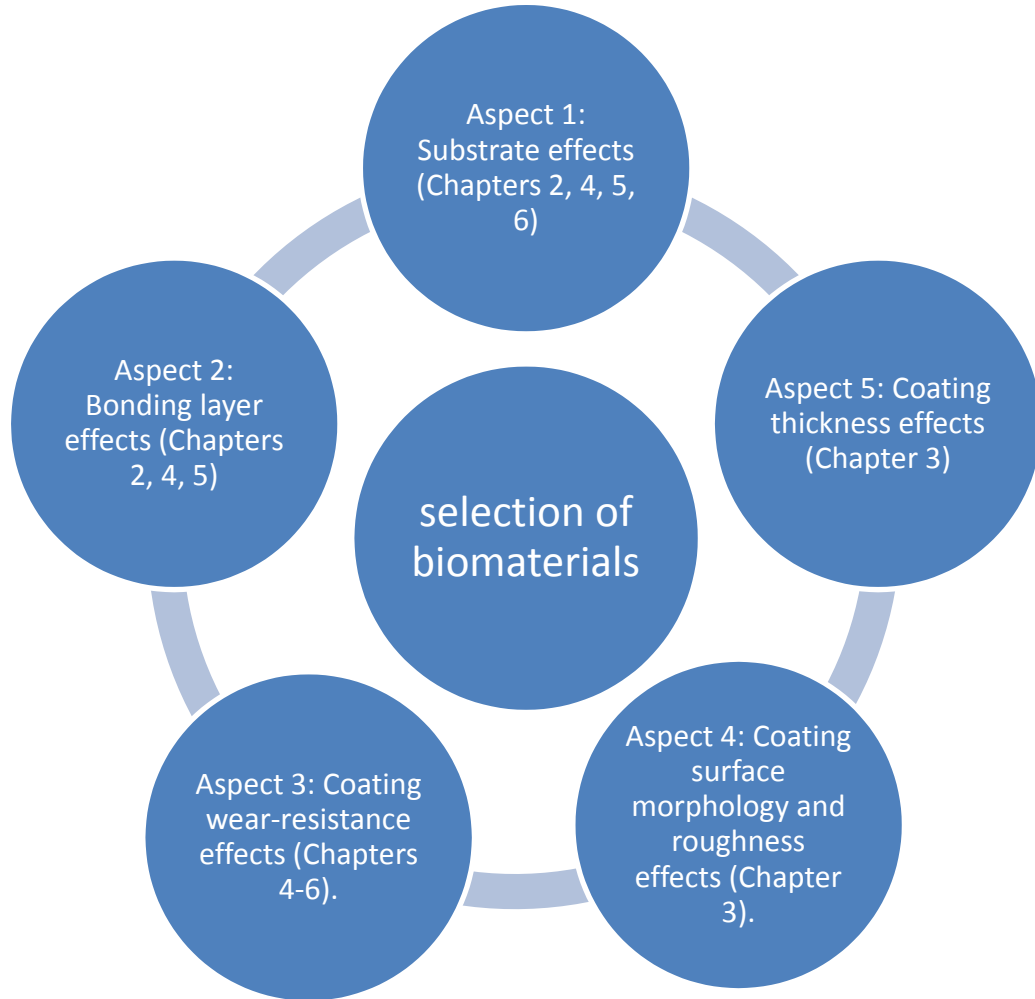 Aspect 1:
Substrate effects
(Chapters 2, 4, 5,
6)
Aspect 2:
Bonding layer
effects (Chapters
2, 4, 5)
Aspect 5: Coating
thickness effects
(Chapter 3)
selection of
biomaterials
Aspect 3: Coating
wear-resistance
effects (Chapters
4-6).
Aspect 4: Coating
surface
morphology and
roughness
effects (Chapter
3).